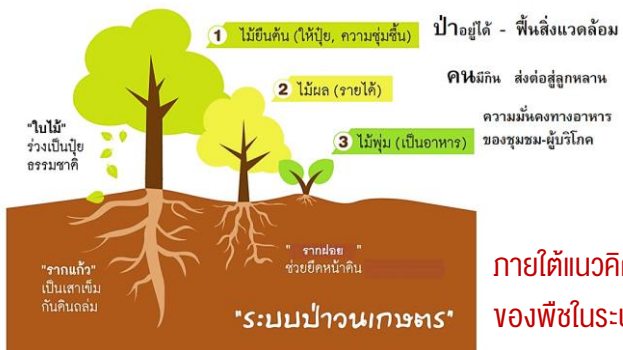 1 ไม้ยืนต้น (ให้ปุ๋ย, ความชุ่มชื้น)
ป่าอยู่ได้ - ฟื้นสิ่งแวดล้อม
2 ไม้ผล (รายได้)
คนมีกิน ส่งต่อสู่ลูกหลาน
3 ไม้พุ่ม (เป็นอาหาร)
ความมั่นคงทางอาหาร
ของชุมชม-ผู้บริโภค
"ใบไม้"
ร่วงเป็นปุ๋ย
ธรรมชาติ
" รากฝอย "
ช่วยยึดหน้าดิน
"รากแก้ว"
เป็นเสาเข็ม
กันดินถล่ม
"ระบบป่าวนเกษตร"
ภายใต้แนวคิด
ของพืชในระบ